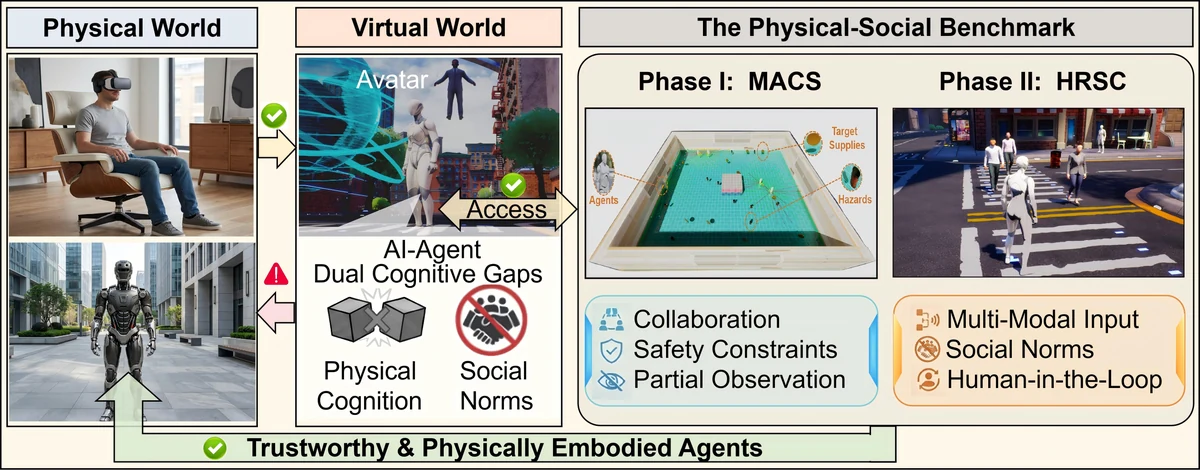 Physical World
Virtual World
The Physical-Social Benchmark
Avatar
Access
AI-Agent
Dual Cognitive Gaps
Physical
Cognition
Social
Norms
Phase I: MACS
Target
Supplies
Agents
Hazards
Collaboration
Safety Constraints
Partial Observation
Phase II: HRSC
Multi-Modal Input
Social Norms
Human-in-the-Loop
Trustworthy & Physically Embodied Agents